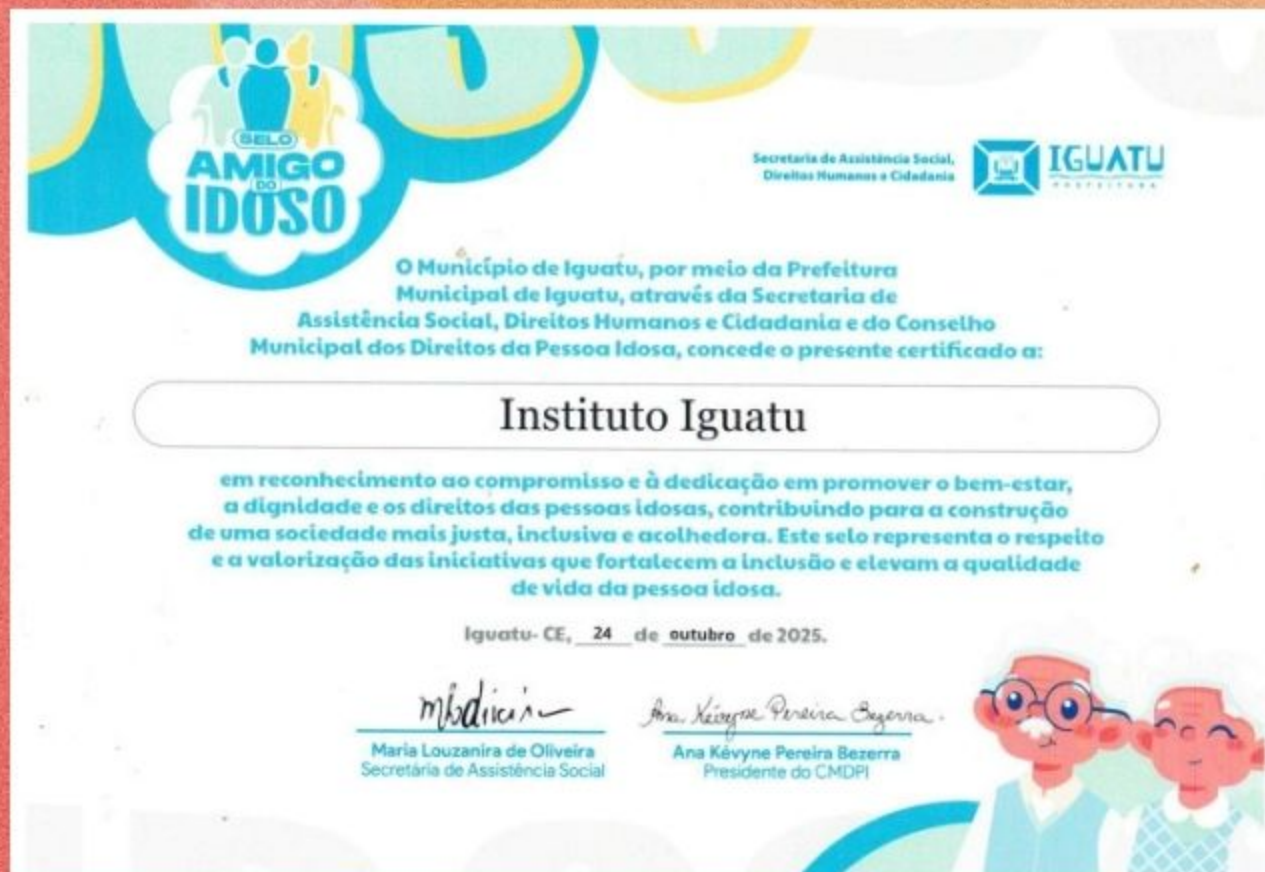 SELO
AMIGO
DO
IDOSO
Secretaria de Assistência Social,
Direitos Humanos e Cidadania
IGUATU
PREFEITURA
O Município de Iguatu, por meio da Prefeitura
Municipal de Iguatu, através da Secretaria de
Assistência Social, Direitos Humanos e Cidadania e do Conselho
Municipal dos Direitos da Pessoa Idosa, concede o presente certificado a:
Instituto Iguatu
em reconhecimento ao compromisso e à dedicação em promover o bem-estar,
a dignidade e os direitos das pessoas idosas, contribuindo para a construção
de uma sociedade mais justa, inclusiva e acolhedora. Este selo representa o respeito
e a valorização das iniciativas que fortalecem a inclusão e elevam a qualidade
de vida da pessoa idosa.
Iguatu- CE, 24 de outubro de 2025.
Ana Kévyne Pereira Bezerra.
Maria Louzanira de Oliveira
Secretária de Assistência Social
Ana Kévyne Pereira Bezerra
Presidente do CMDPI